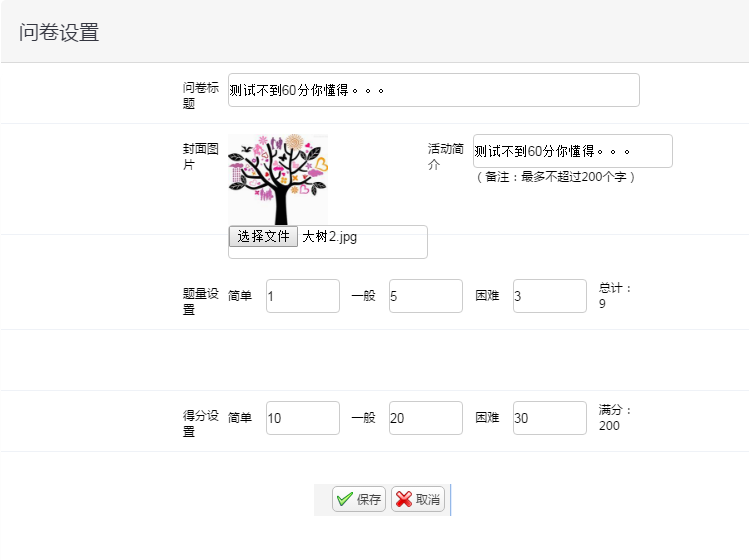 问卷设置
问卷标
题
测试不到60分你懂得。。。
封面图
片
活动简
介
测试不到60分你懂得。。。
（备注：最多不超过200个字）
选择文件 大树2.jpg
题量设
置
简单 1 一般 5 困难 3
总计：
9
得分设
置
简单 10 一般 20 困难 30
满分：
200
保存 取消